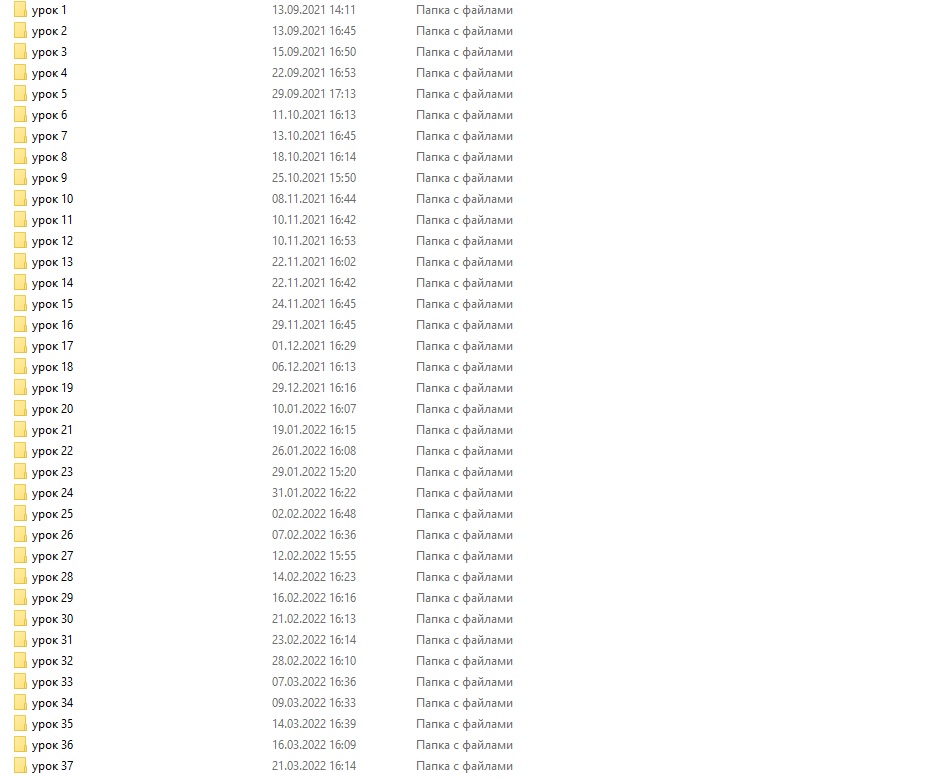 урок 1 13.09.2021 14:11 Папка с файлами
урок 2 13.09.2021 16:45 Папка с файлами
урок 3 15.09.2021 16:50 Папка с файлами
урок 4 22.09.2021 16:53 Папка с файлами
урок 5 29.09.2021 17:13 Папка с файлами
урок 6 11.10.2021 16:13 Папка с файлами
урок 7 13.10.2021 16:45 Папка с файлами
урок 8 18.10.2021 16:14 Папка с файлами
урок 9 25.10.2021 15:50 Папка с файлами
урок 10 08.11.2021 16:44 Папка с файлами
урок 11 10.11.2021 16:42 Папка с файлами
урок 12 10.11.2021 16:53 Папка с файлами
урок 13 22.11.2021 16:02 Папка с файлами
урок 14 22.11.2021 16:42 Папка с файлами
урок 15 24.11.2021 16:45 Папка с файлами
урок 16 29.11.2021 16:45 Папка с файлами
урок 17 01.12.2021 16:29 Папка с файлами
урок 18 06.12.2021 16:13 Папка с файлами
урок 19 29.12.2021 16:16 Папка с файлами
урок 20 10.01.2022 16:07 Папка с файлами
урок 21 19.01.2022 16:15 Папка с файлами
урок 22 26.01.2022 16:08 Папка с файлами
урок 23 29.01.2022 15:20 Папка с файлами
урок 24 31.01.2022 16:22 Папка с файлами
урок 25 02.02.2022 16:48 Папка с файлами
урок 26 07.02.2022 16:36 Папка с файлами
урок 27 12.02.2022 15:55 Папка с файлами
урок 28 14.02.2022 16:23 Папка с файлами
урок 29 16.02.2022 16:16 Папка с файлами
урок 30 21.02.2022 16:13 Папка с файлами
урок 31 23.02.2022 16:14 Папка с файлами
урок 32 28.02.2022 16:10 Папка с файлами
урок 33 07.03.2022 16:36 Папка с файлами
урок 34 09.03.2022 16:33 Папка с файлами
урок 35 14.03.2022 16:39 Папка с файлами
урок 36 16.03.2022 16:09 Папка с файлами
урок 37 21.03.2022 16:14 Папка с файлами